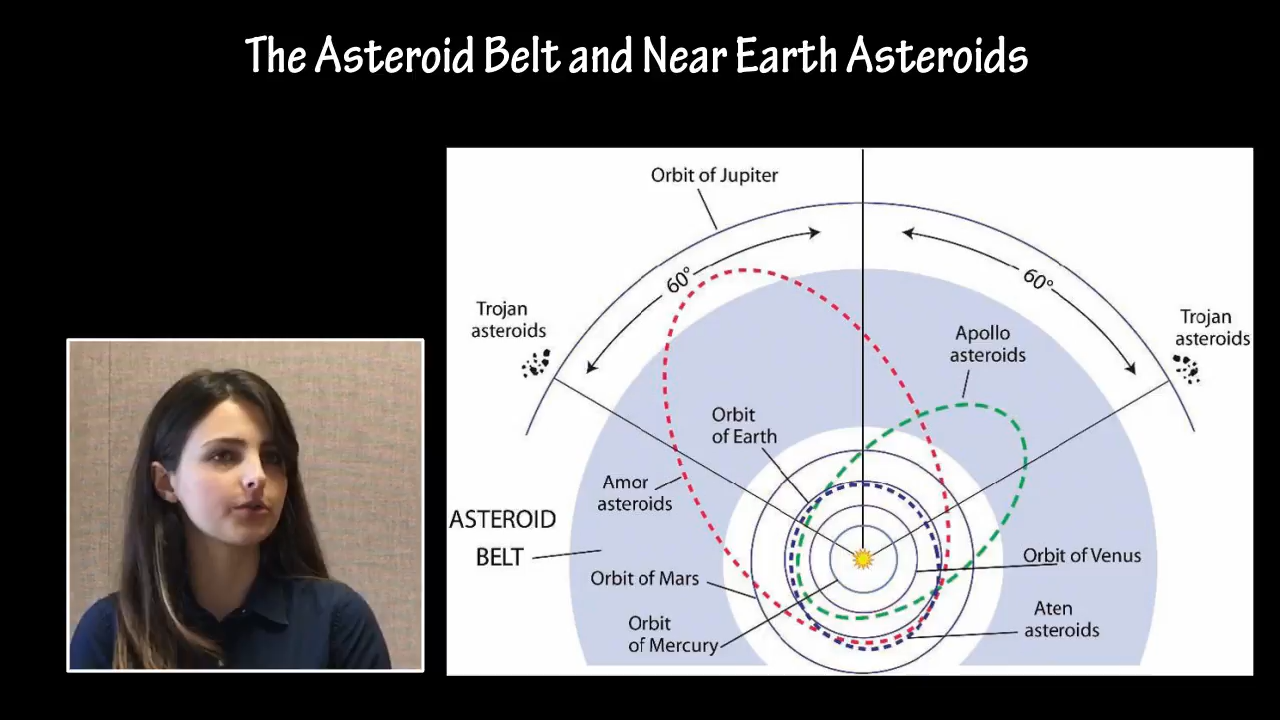 The Asteroid Belt and Near Earth Asteroids
Orbit of Jupiter
60°
60°
Trojan
asteroids
Trojan
asteroids
Apollo
asteroids
Orbit
of Earth
Amor
asteroids
ASTEROID
BELT
Orbit of Venus
Orbit of Mars
Aten
asteroids
Orbit
of Mercury